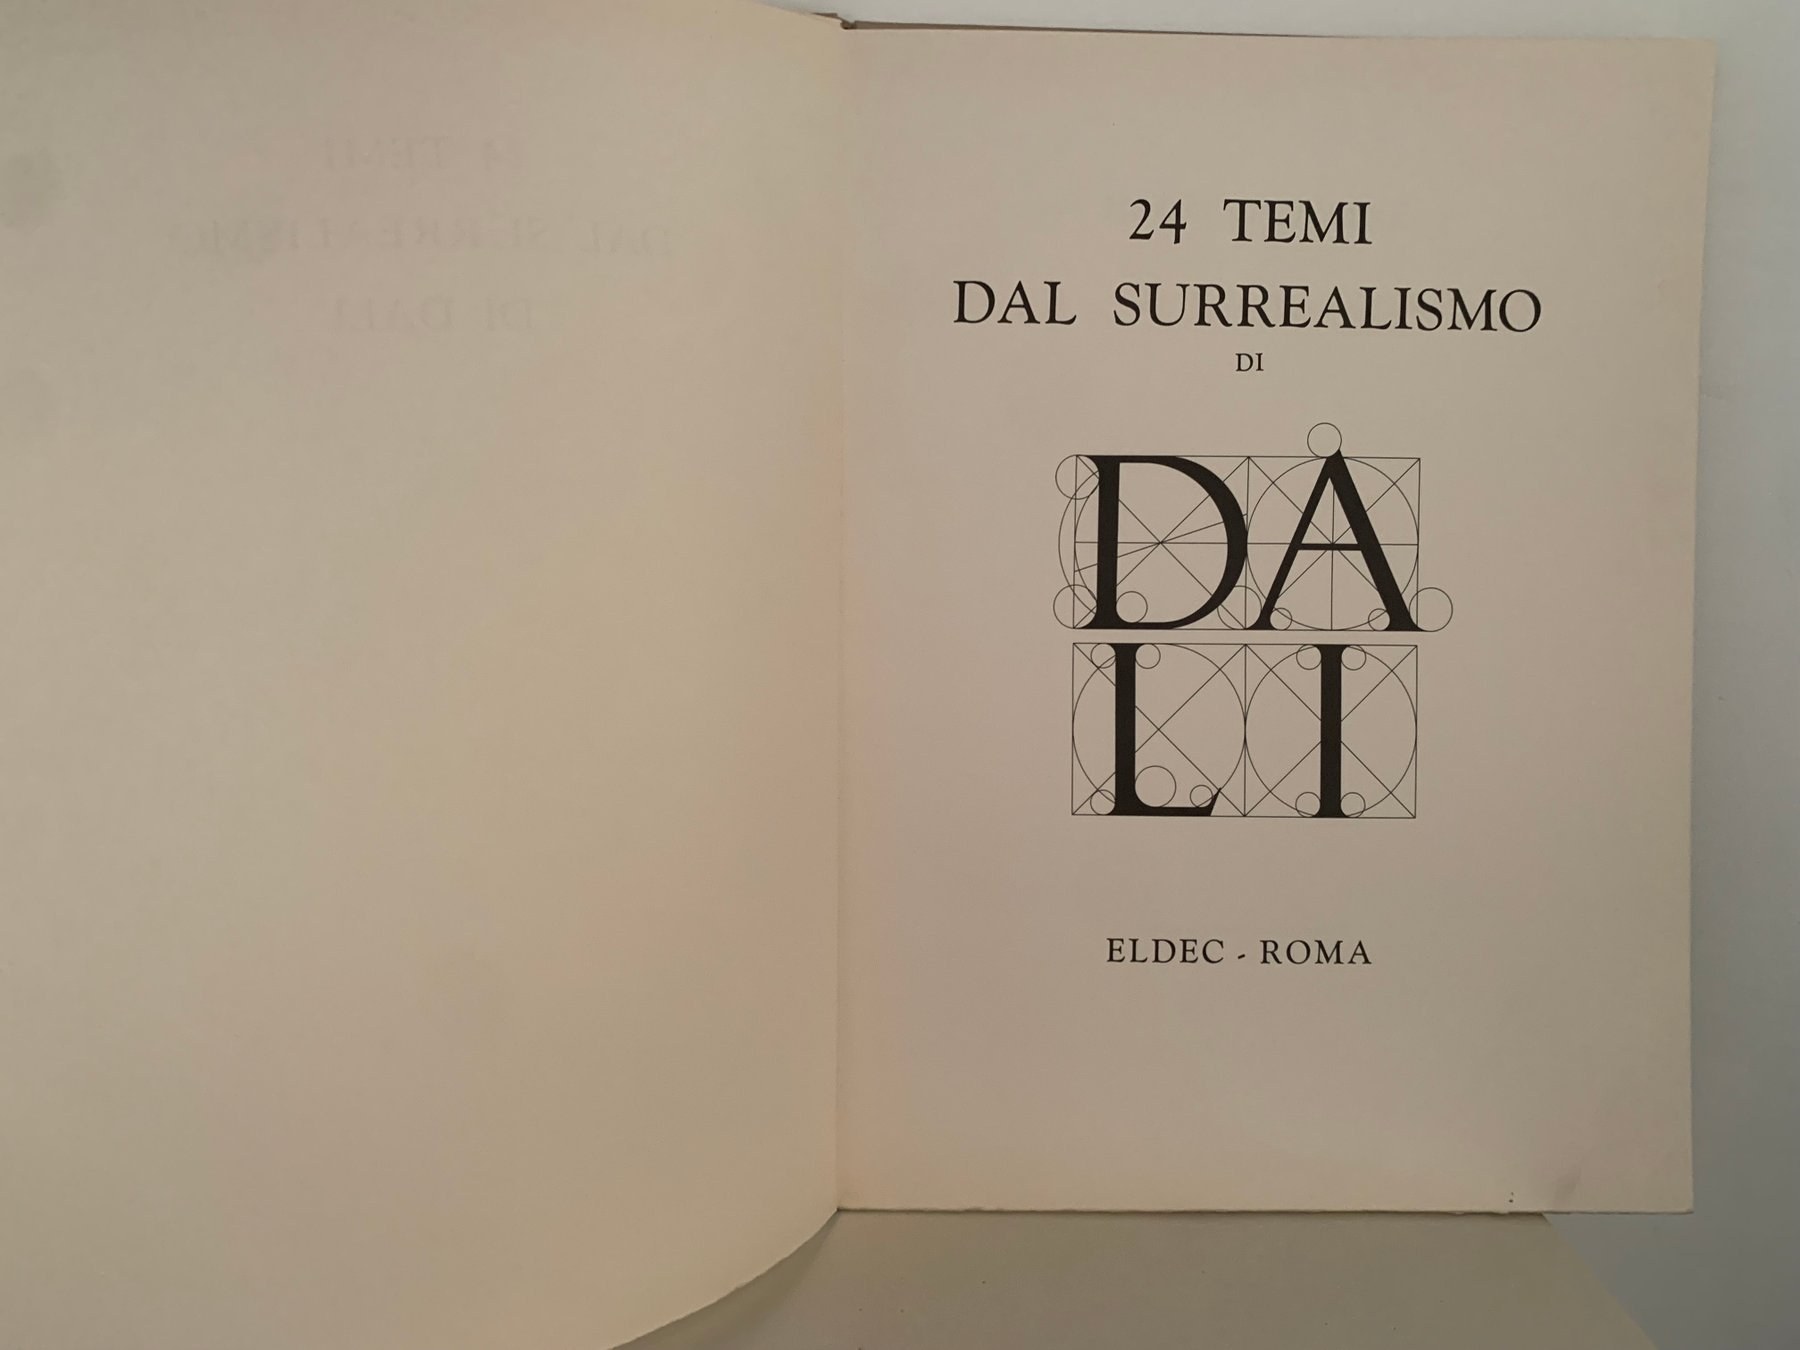 24 TEMI
DAL SURREALISMO
DI
DA
LI
ELDEC - ROMA